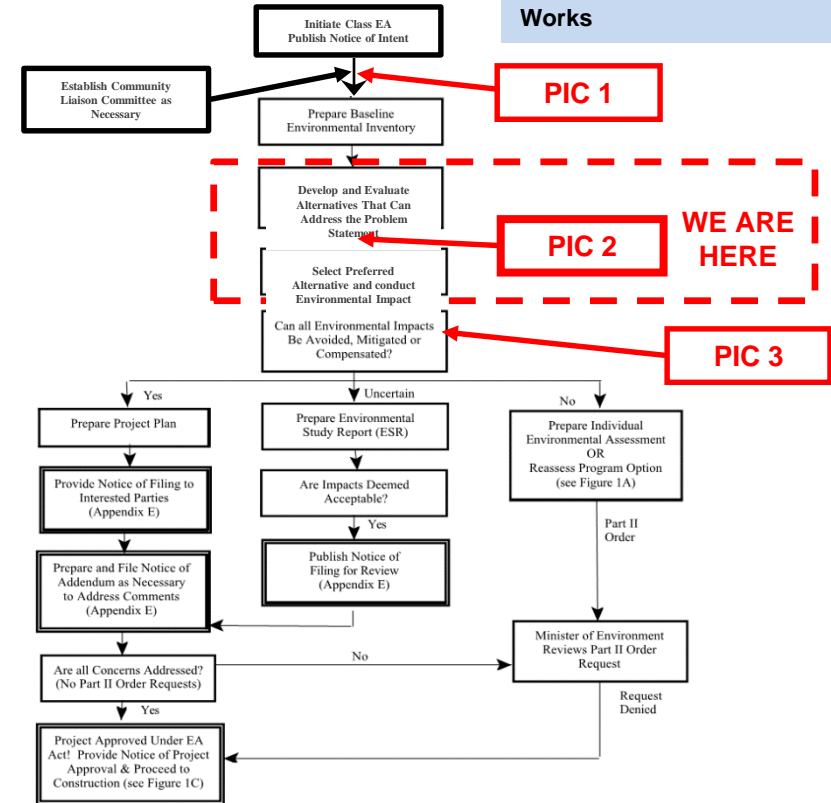 Works
Initiate Class EA
Publish Notice of Intent
PIC 1
Establish Community
Liaison Committee as
Necessary
Prepare Baseline
Environmental Inventory
Develop and Evaluate
Alternatives That Can
Address the Problem
Statement
WE ARE
HERE
PIC 2
Select Preferred
Alternative and conduct
Environmental Impact
Can all Environmental Impacts
Be Avoided, Mitigated or
Compensated?
PIC 3
Yes
Uncertain
No
Prepare Project Plan
Prepare Environmental
Study Report (ESR)
Prepare Individual
Environmental Assessment
OR
Reassess Program Option
(see Figure 1A)
Provide Notice of Filing to
Interested Parties
(Appendix E)
Are Impacts Deemed
Acceptable?
Yes
Part II
Order
Prepare and File Notice of
Addendum as Necessary
to Address Comments
(Appendix E)
Publish Notice of
Filing for Review
(Appendix E)
Minister of Environment
Reviews Part II Order
Request
No
Are all Concerns Addressed?
(No Part II Order Requests)
Yes
Request
Denied
Project Approved Under EA
Act! Provide Notice of Project
Approval & Proceed to
Construction (see Figure 1C)